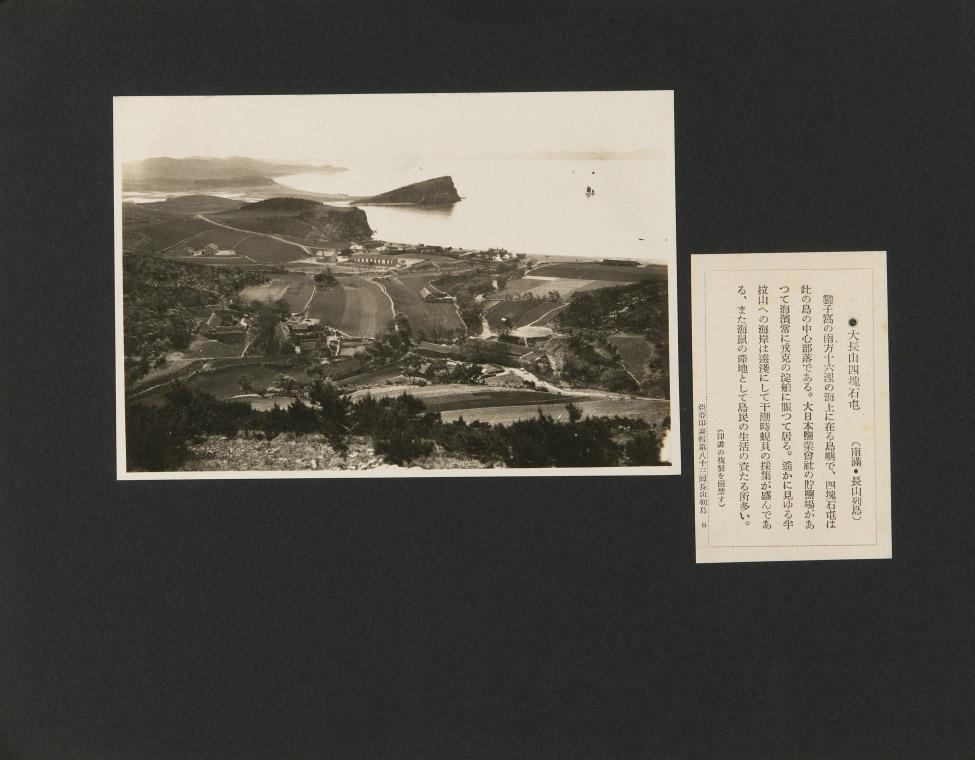 ●大長山四塊石屯 （南滿・長山列島）
貔子窩の南方十六浬の海上に在る島嶼で、四塊石屯は
此の島の中心部落である。大日本鹽業會社の貯鹽場があ
つて海濱常に戎克の淀舶に賑つて居る。遙かに見ゆる半
拉山への海岸は遠淺にして干潮時蜆貝の採集が盛んであ
る、また海鼠の產地として島民の生活の資たる所多い。
（印畫の複製を嚴禁す）
亞亞印畫輯第八十三回長山列島 8